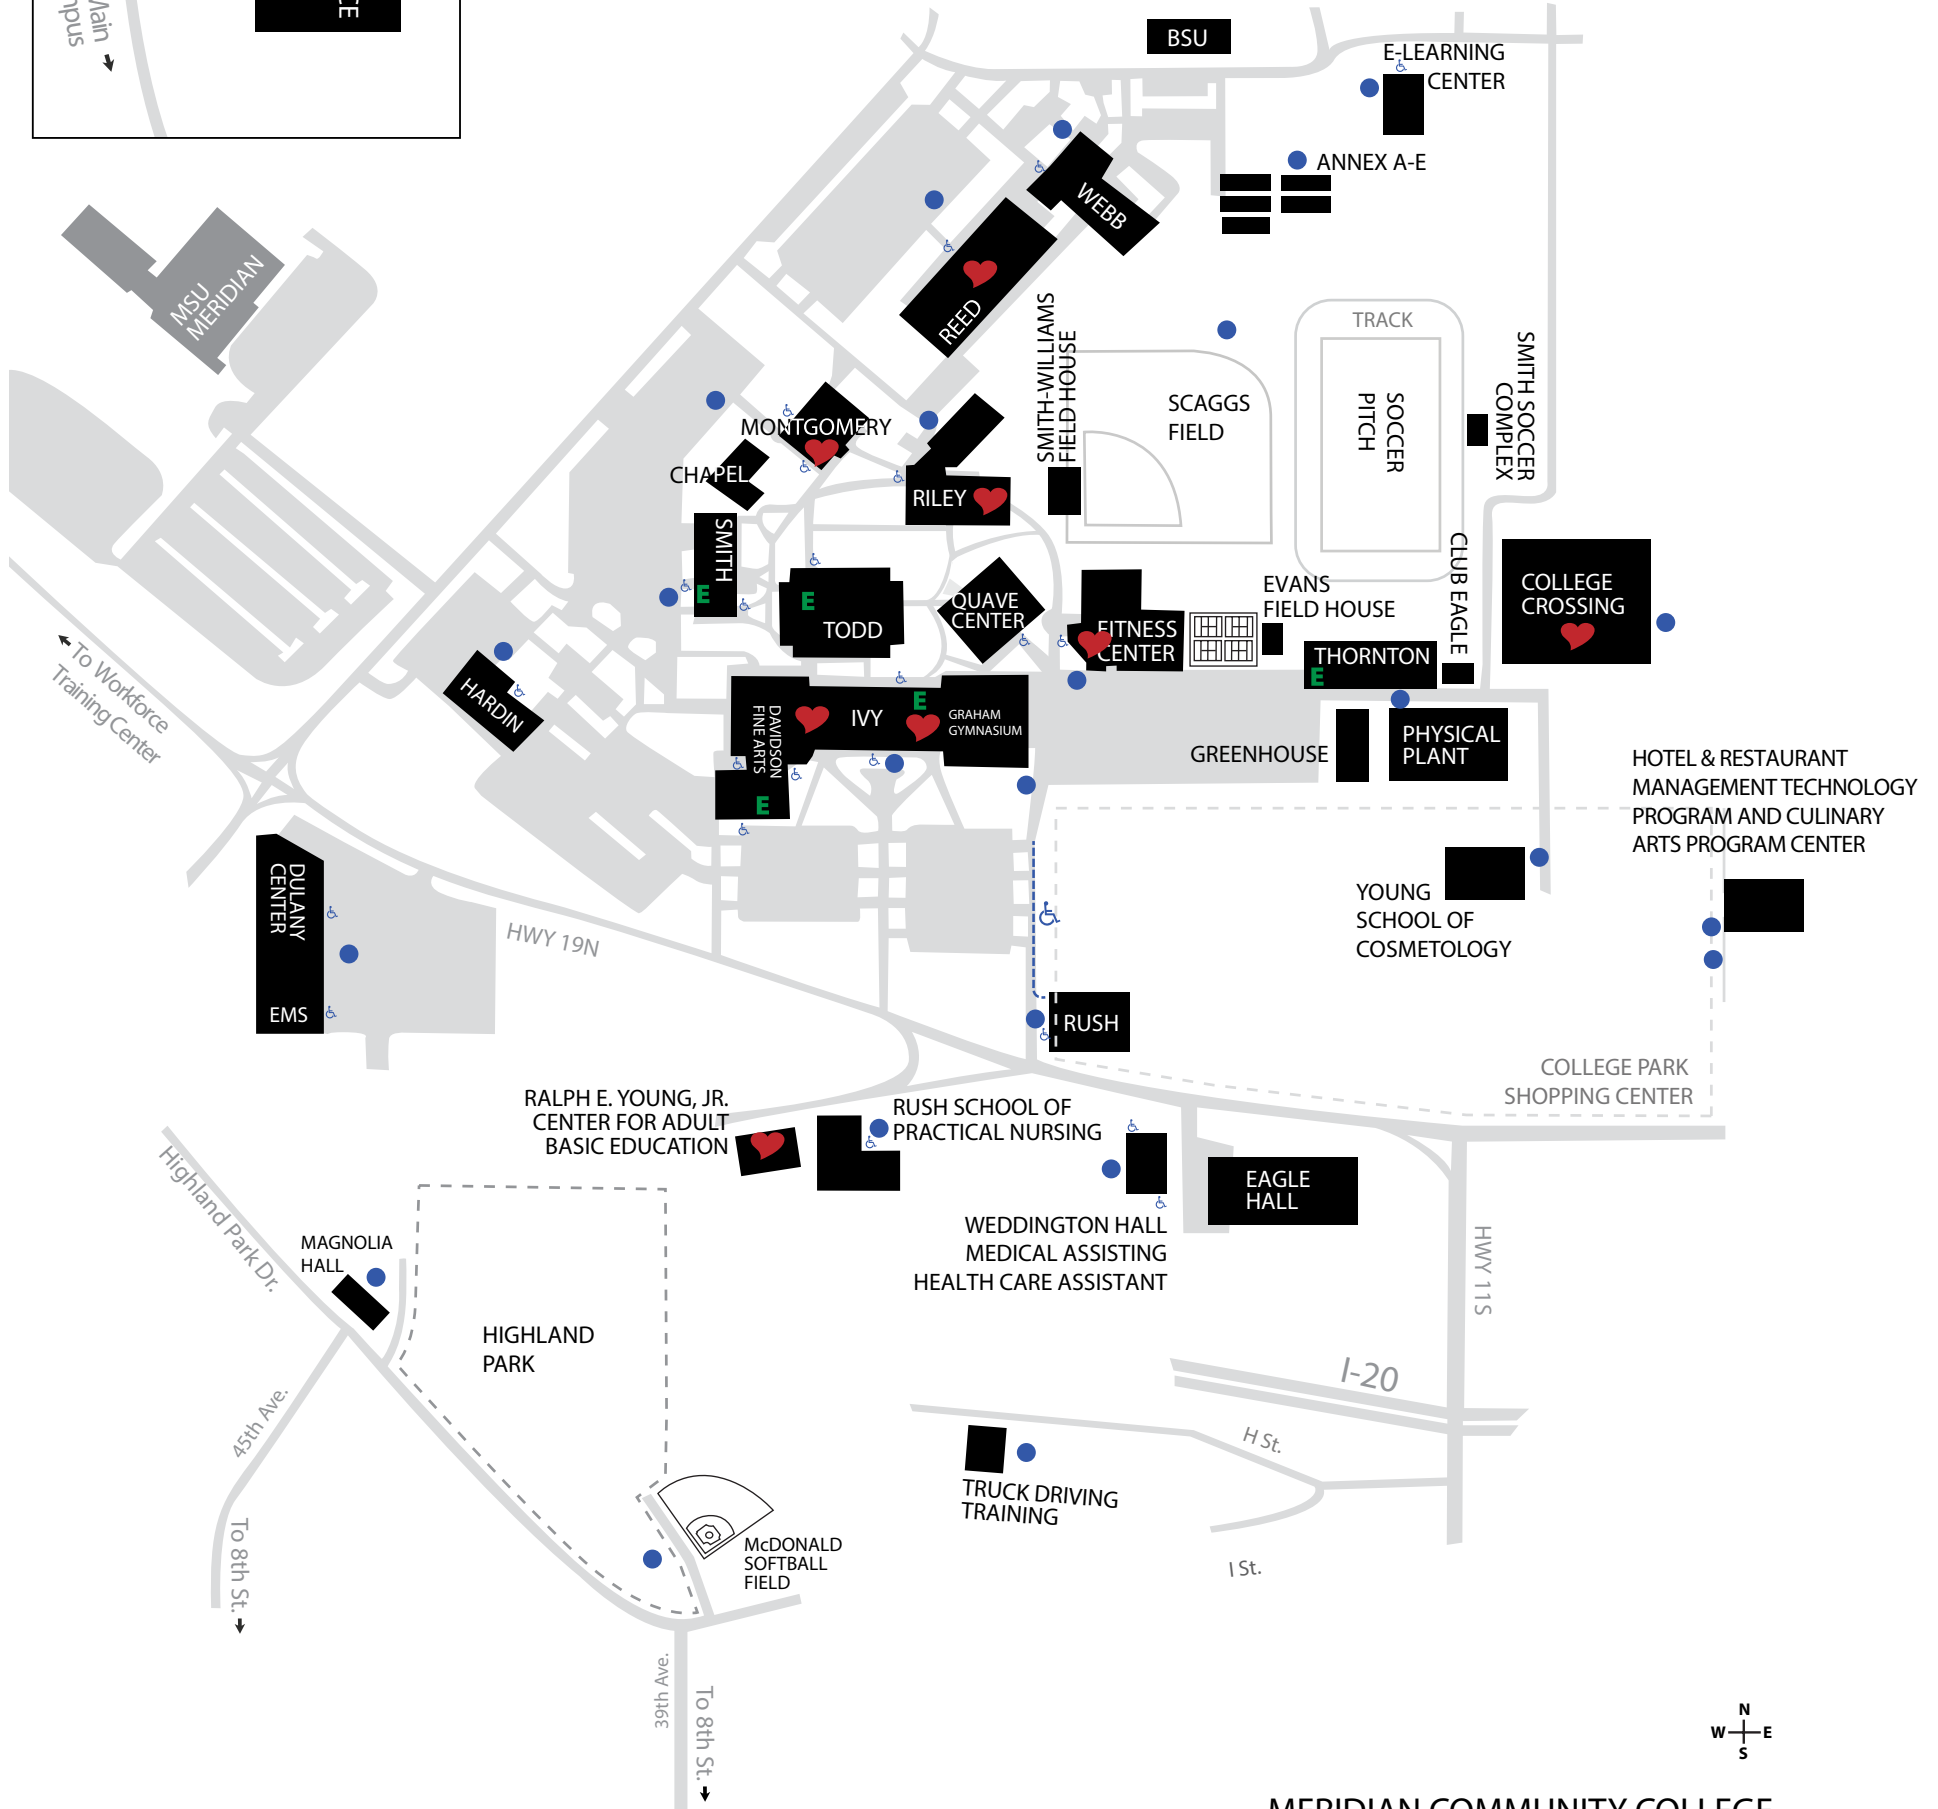 Main
CE
BSU
E-LEARNING
CENTER
ANNEX A-E
WEBB
MSU
MERIDIAN
REED
SMITH-WILLIAMS
FIELD HOUSE
TRACK
SCAGGS
FIELD
SOCCER
PITCH
SMITH SOCCER
COMPLEX
MONTGOMERY
CHAPEL
RILEY
SMITH
E
E
TODD
QUAVE
CENTER
FITNESS
CENTER
EVANS
FIELD HOUSE
CLUB EAGLE
COLLEGE
CROSSING
THORNTON
E
To Workforce
Training Center
HARDIN
DAVIDSON
FINE ARTS
IVY
E
GRAHAM
GYMNASIUM
E
GREENHOUSE
PHYSICAL
PLANT
HOTEL & RESTAURANT
MANAGEMENT TECHNOLOGY
PROGRAM AND CULINARY
ARTS PROGRAM CENTER
DULANY
CENTER
EMS
HWY 19N
YOUNG
SCHOOL OF
COSMETOLOGY
RUSH
COLLEGE PARK
SHOPPING CENTER
RALPH E. YOUNG, JR.
CENTER FOR ADULT
BASIC EDUCATION
RUSH SCHOOL OF
PRACTICAL NURSING
EAGLE
HALL
WEDDINGTON HALL
MEDICAL ASSISTING
HEALTH CARE ASSISTANT
Highland Park Dr.
MAGNOLIA
HALL
HIGHLAND
PARK
HWY 11S
I-20
45th Ave.
H St.
TRUCK DRIVING
TRAINING
I St.
To 8th St.
McDONALD
SOFTBALL
FIELD
39th Ave.
To 8th St.
N
W E
S
MERIDIAN COMMUNITY COLLEGE